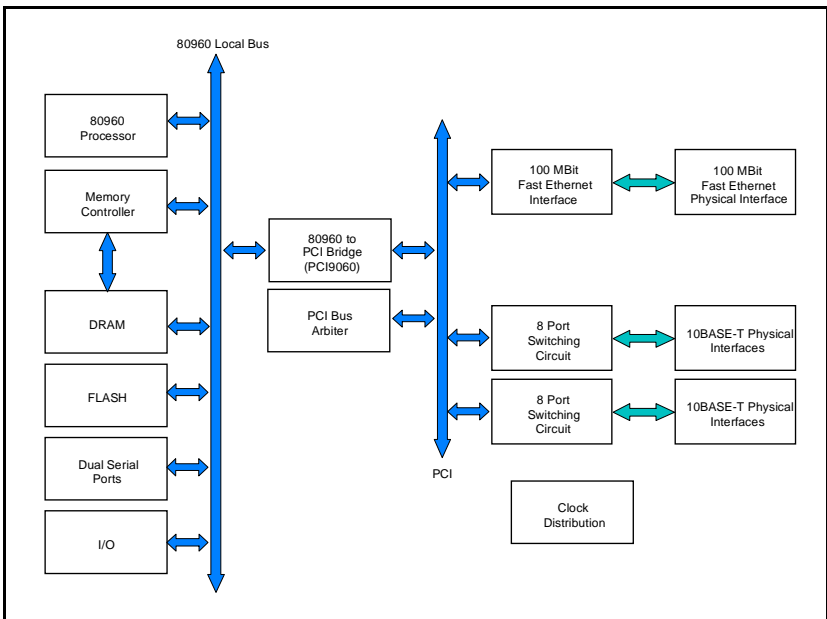 80960 Local Bus
80960
Processor
Memory
Controller
DRAM
FLASH
Dual Serial
Ports
I/O
80960 to
PCI Bridge
(PCI9060)
PCI Bus
Arbiter
PCI
100 MBit
Fast Ethernet
Interface
100 MBit
Fast Ethernet
Physical Interface
8 Port
Switching
Circuit
10BASE-T Physical
Interfaces
8 Port
Switching
Circuit
10BASE-T Physical
Interfaces
Clock
Distribution